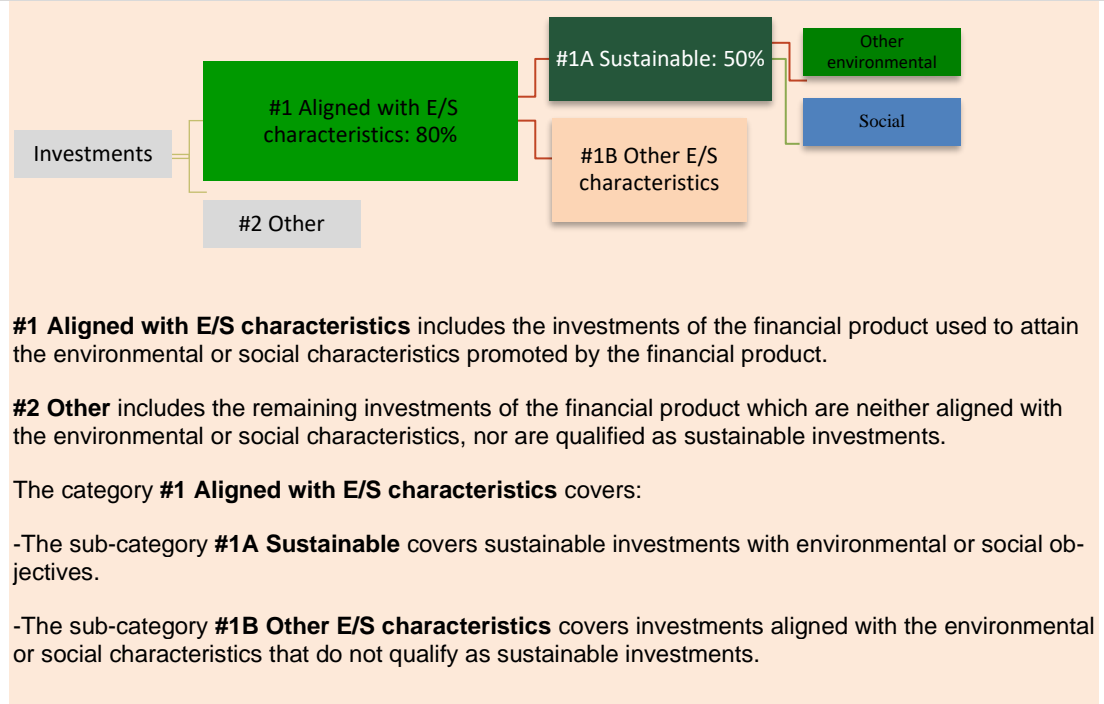 Investments
#1 Aligned with E/S
characteristics: 80%
#2 Other
#1A Sustainable: 50%
#1B Other E/S
characteristics
Other
environmental
Social
#1 Aligned with E/S characteristics includes the investments of the financial product used to attain
the environmental or social characteristics promoted by the financial product.
#2 Other includes the remaining investments of the financial product which are neither aligned with
the environmental or social characteristics, nor are qualified as sustainable investments.
The category #1 Aligned with E/S characteristics covers:
-The sub-category #1A Sustainable covers sustainable investments with environmental or social ob-
jectives.
-The sub-category #1B Other E/S characteristics covers investments aligned with the environmental
or social characteristics that do not qualify as sustainable investments.